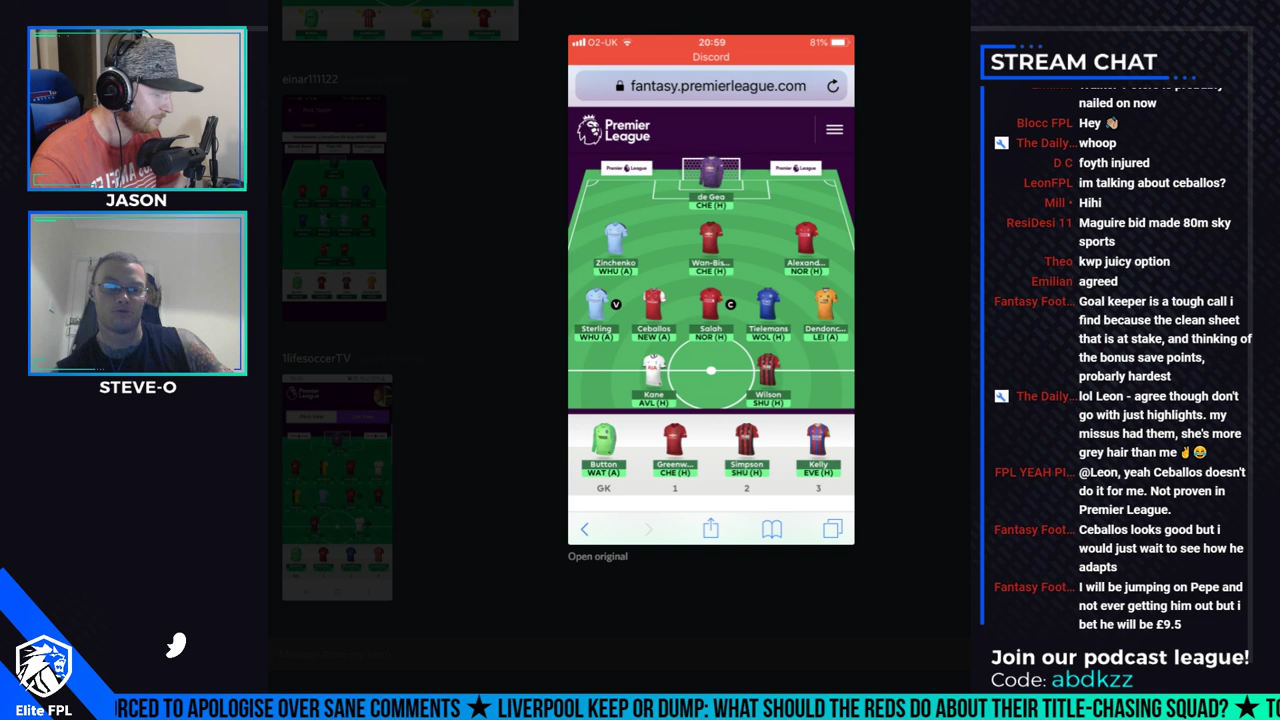 JASON
STEVE-O
Elite FPL
einar111122
1lifesoccerTV
O2-UK
20:59
81%
Discord
fantasy.premierleague.com
Premier
League
Premier League
Premier League
de Gea
CHE (H)
Zinchenko
WHU (A)
Wan-Bis...
CHE (H)
Alexand...
NOR (H)
V
C
Sterling
WHU (A)
Ceballos
NEW (A)
Salah
NOR (H)
Tielemans
WOL (H)
Dendonc...
LEI (A)
Kane
AVL (H)
Wilson
SHU (H)
Button
WAT (A)
Greenw...
CHE (H)
Simpson
SHU (H)
Kelly
EVE (H)
GK
1
2
3
Open original
STREAM CHAT
nailed on now
Blocc FPL Hey 👋🏼
The Daily... whoop
D C foyth injured
LeonFPL im talking about ceballos?
Mill • Hihi
ResiDesi 11 Maguire bid made 80m sky
sports
Theo kwp juicy option
Emilian agreed
Fantasy Foot... Goal keeper is a tough call i
find because the clean sheet
that is at stake, and thinking of
the bonus save points,
probarly hardest
The Daily... lol Leon - agree though don't
go with just highlights. my
missus had them, she's more
grey hair than me ✌️😂
FPL YEAH PI... @Leon, yeah Ceballos doesn't
do it for me. Not proven in
Premier League.
Fantasy Foot... Ceballos looks good but i
would just wait to see how he
adapts
Fantasy Foot... I will be jumping on Pepe and
not ever getting him out but i
bet he will be £9.5
Join our podcast league!
Code: abdkzz
RCED TO APOLOGISE OVER SANE COMMENTS ★ LIVERPOOL KEEP OR DUMP: WHAT SHOULD THE REDS DO ABOUT THEIR TITLE-CHASING SQUAD? ★